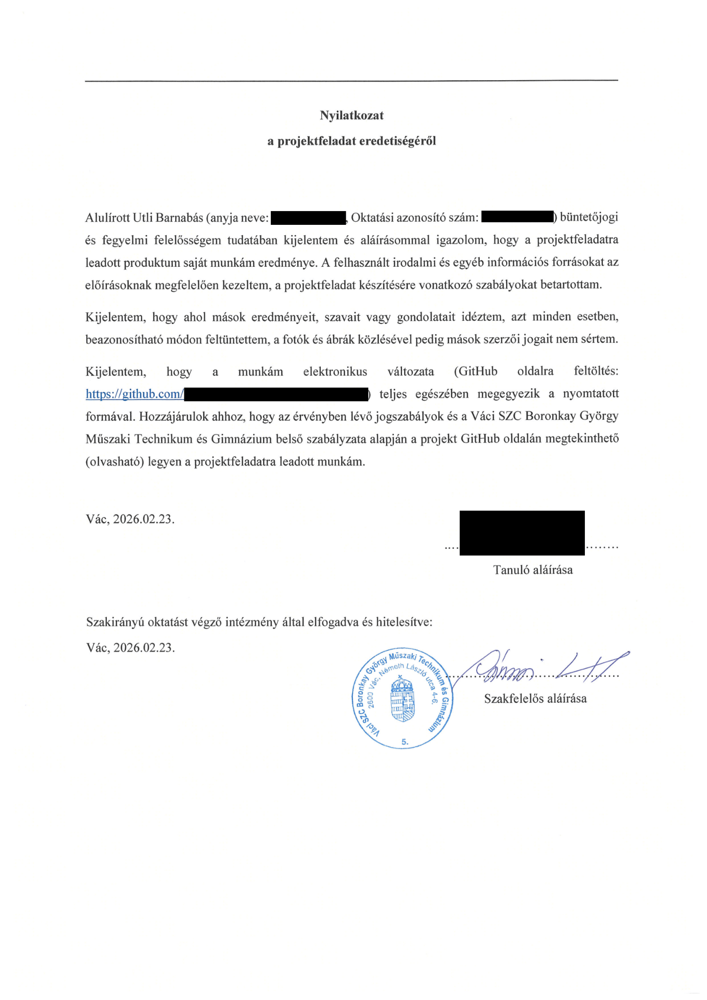 Nyilatkozat
a projektfeladat eredetiségéről
Alulírott Utli Barnabás (anyja neve: , Oktatási azonosító szám: ) büntetőjogi
és fegyelmi felelősségem tudatában kijelentem és aláírásommal igazolom, hogy a projektfeladatra
leadott produktum saját munkám eredménye. A felhasznált irodalmi és egyéb információs forrásokat az
előírásoknak megfelelően kezeltem, a projektfeladat készítésére vonatkozó szabályokat betartottam.
Kijelentem, hogy ahol mások eredményeit, szavait vagy gondolatait idéztem, azt minden esetben,
beazonosítható módon feltüntettem, a fotók és ábrák közlésével pedig mások szerzői jogait nem sértem.
Kijelentem, hogy a munkám elektronikus változata (GitHub oldalra feltöltés:
https://github.com/ ) teljes egészében megegyezik a nyomtatott
formával. Hozzájárulok ahhoz, hogy az érvényben lévő jogszabályok és a Váci SZC Boronkay György
Műszaki Technikum és Gimnázium belső szabályzata alapján a projekt GitHub oldalán megtekinthető
(olvasható) legyen a projektfeladatra leadott munkám.
Vác, 2026.02.23.
Tanuló aláírása
Szakirányú oktatást végző intézmény által elfogadva és hitelesítve:
Vác, 2026.02.23.
Váci SZC Boronkay György Műszaki Technikum és Gimnázium
2600 Vác, Németh László utca 4-6.
5.
Szakfelelős aláírása